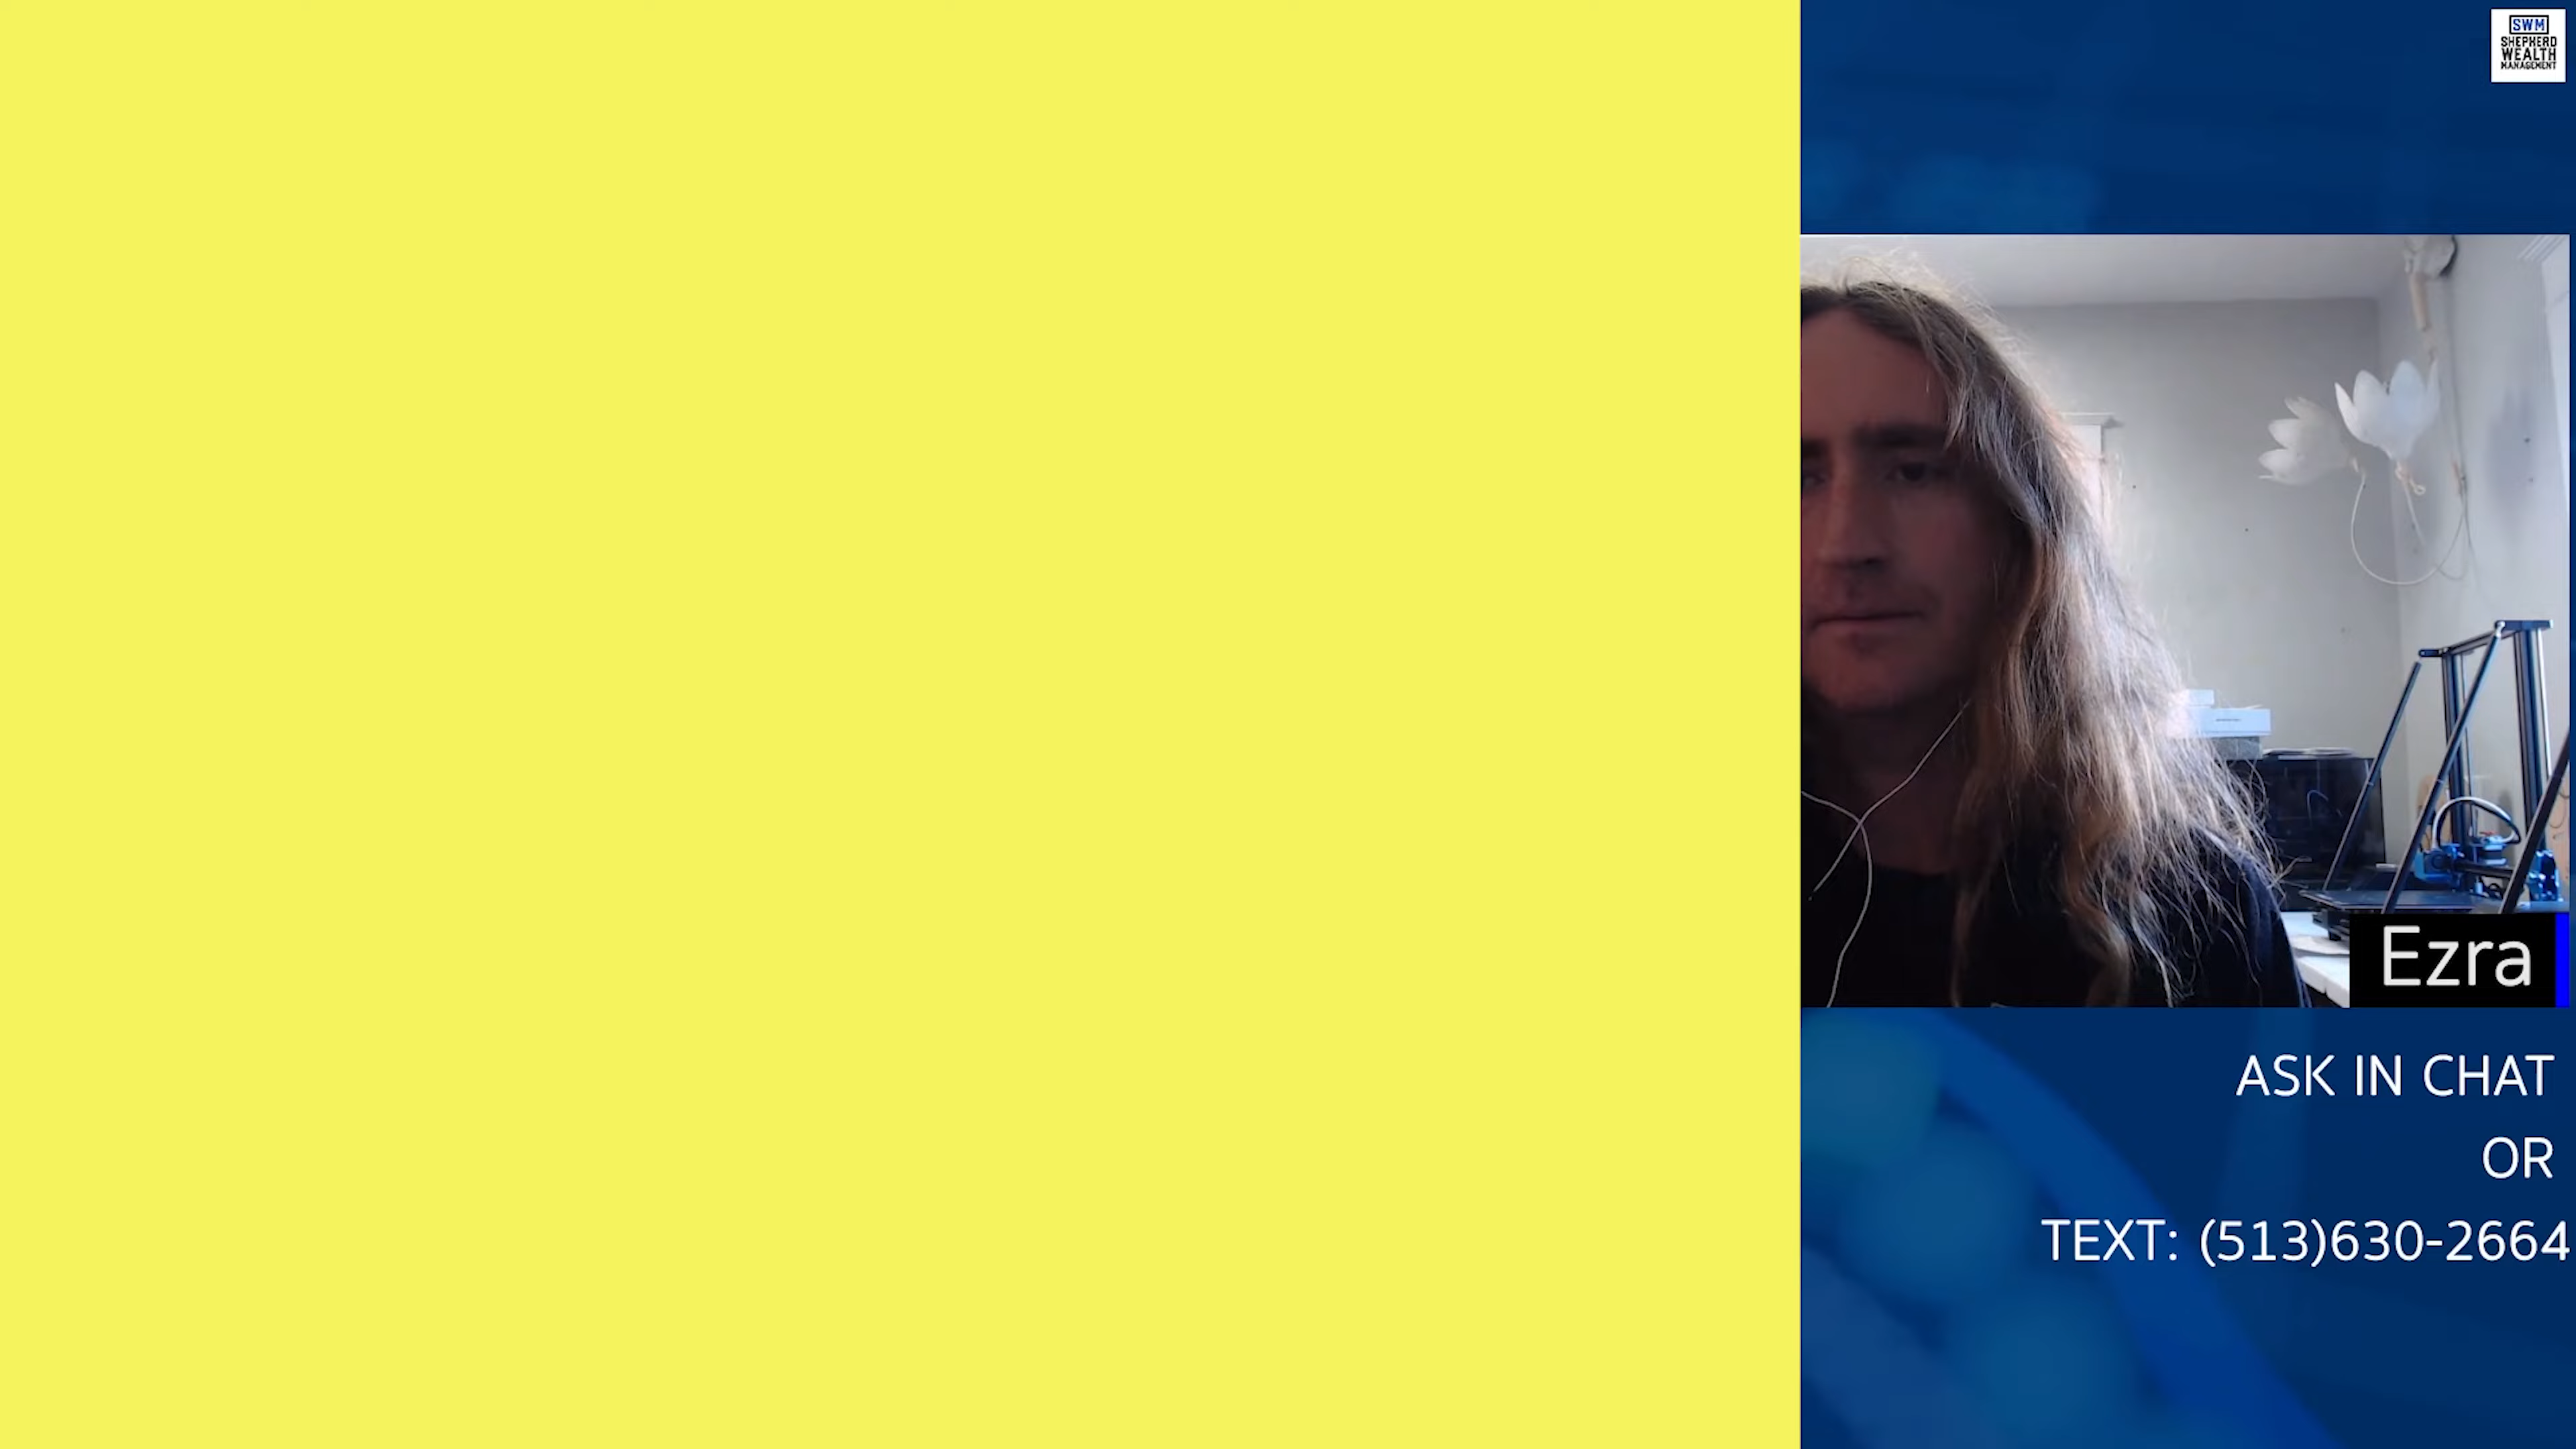 SWM
SHEPHERD
WEALTH
MANAGEMENT
Ezra
ASK IN CHAT
OR
TEXT: (513)630-2664